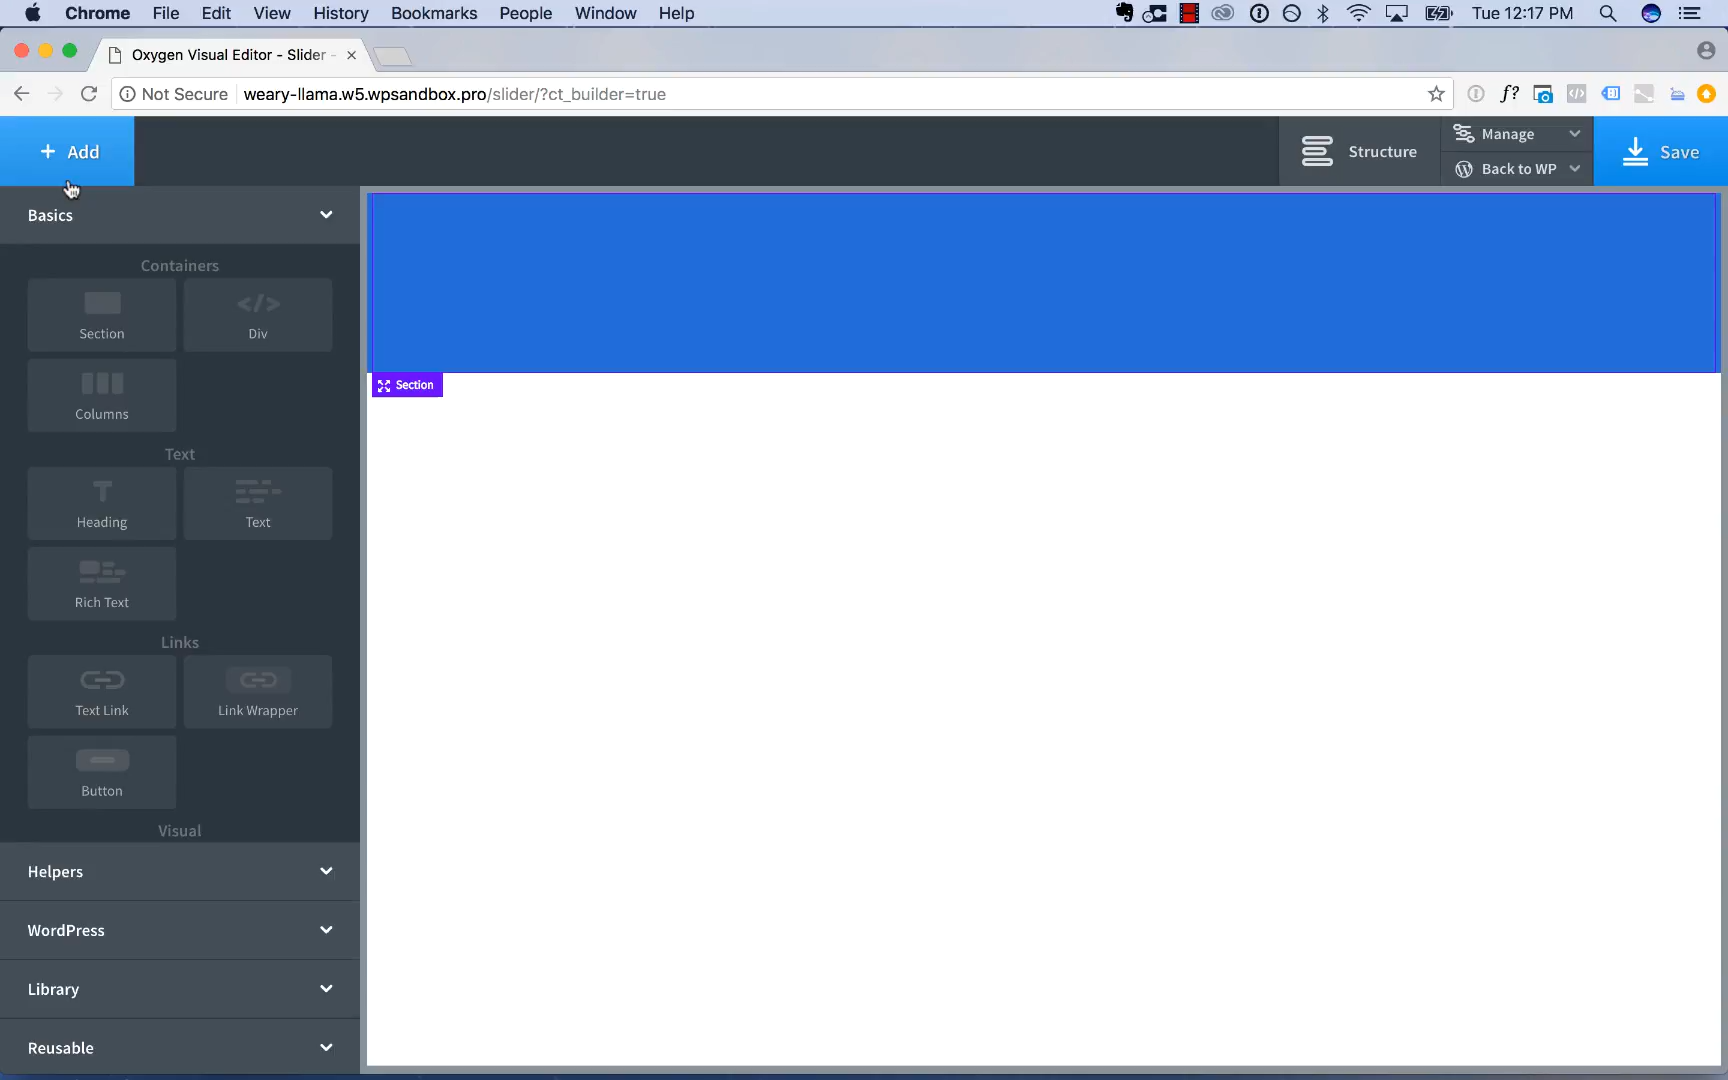 Chrome File Edit View History Bookmarks People Window Help Tue 12:17 PM
Oxygen Visual Editor - Slider -
Not Secure weary-llama.w5.wpsandbox.pro/slider/?ct_builder=true
+ Add
Structure
Manage
Back to WP
Save
Basics
Containers
Section
Div
Columns
Text
Heading
Text
Rich Text
Links
Text Link
Link Wrapper
Button
Visual
Helpers
WordPress
Library
Reusable
Section